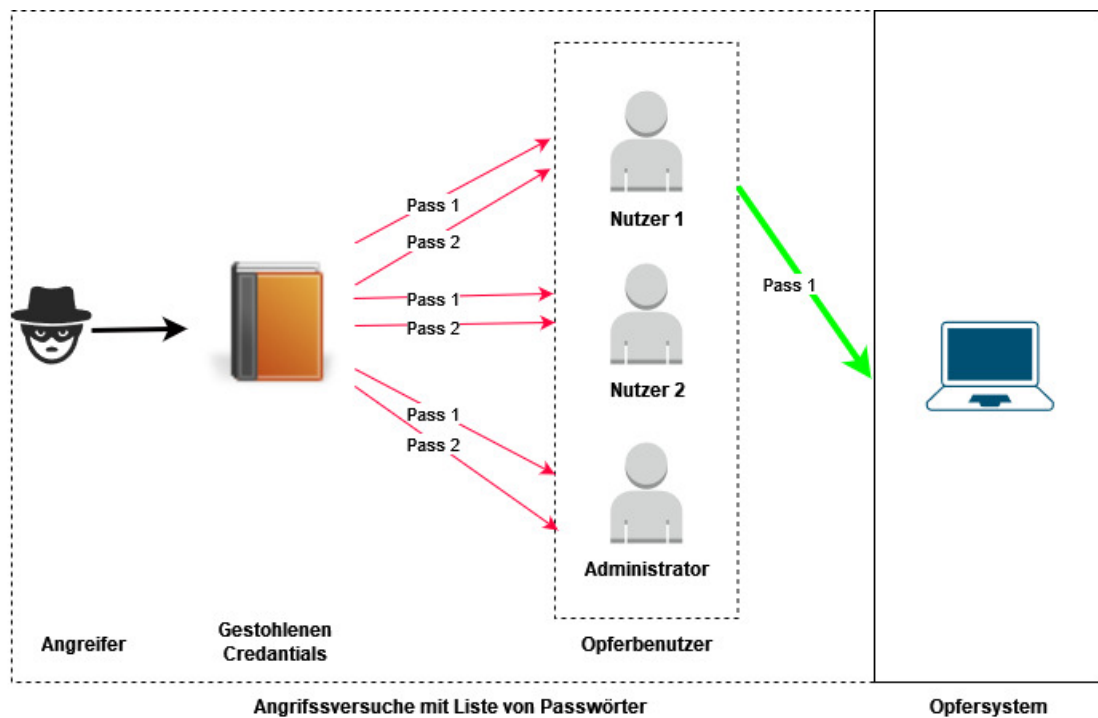 Pass 1
Pass 2
Pass 1
Pass 2
Pass 1
Pass 2
Nutzer 1
Nutzer 2
Administrator
Pass 1
Angreifer
Gestohlenen
Credantials
Opferbenutzer
Angrifssversuche mit Liste von Passwörter
Opfersystem